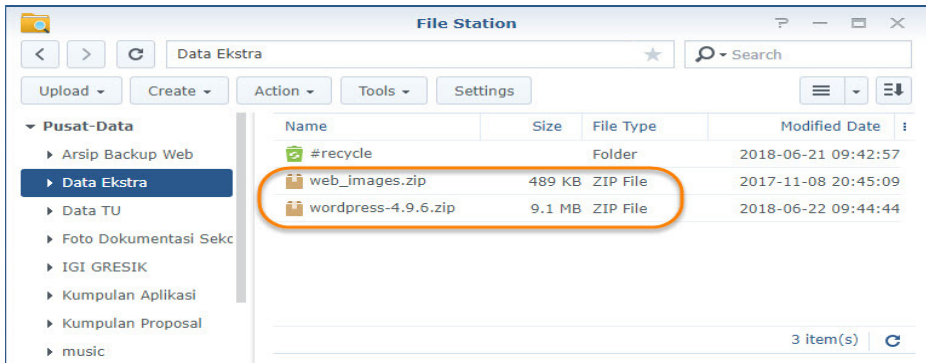 File Station
Data Ekstra
Search
Upload
Create
Action
Tools
Settings
Pusat-Data
Arsip Backup Web
Data Ekstra
Data TU
Foto Dokumentasi Sekc
IGI GRESIK
Kumpulan Aplikasi
Kumpulan Proposal
music
Name Size File Type Modified Date
#recycle Folder 2018-06-21 09:42:57
web_images.zip 489 KB ZIP File 2017-11-08 20:45:09
wordpress-4.9.6.zip 9.1 MB ZIP File 2018-06-22 09:44:44
3 item(s)